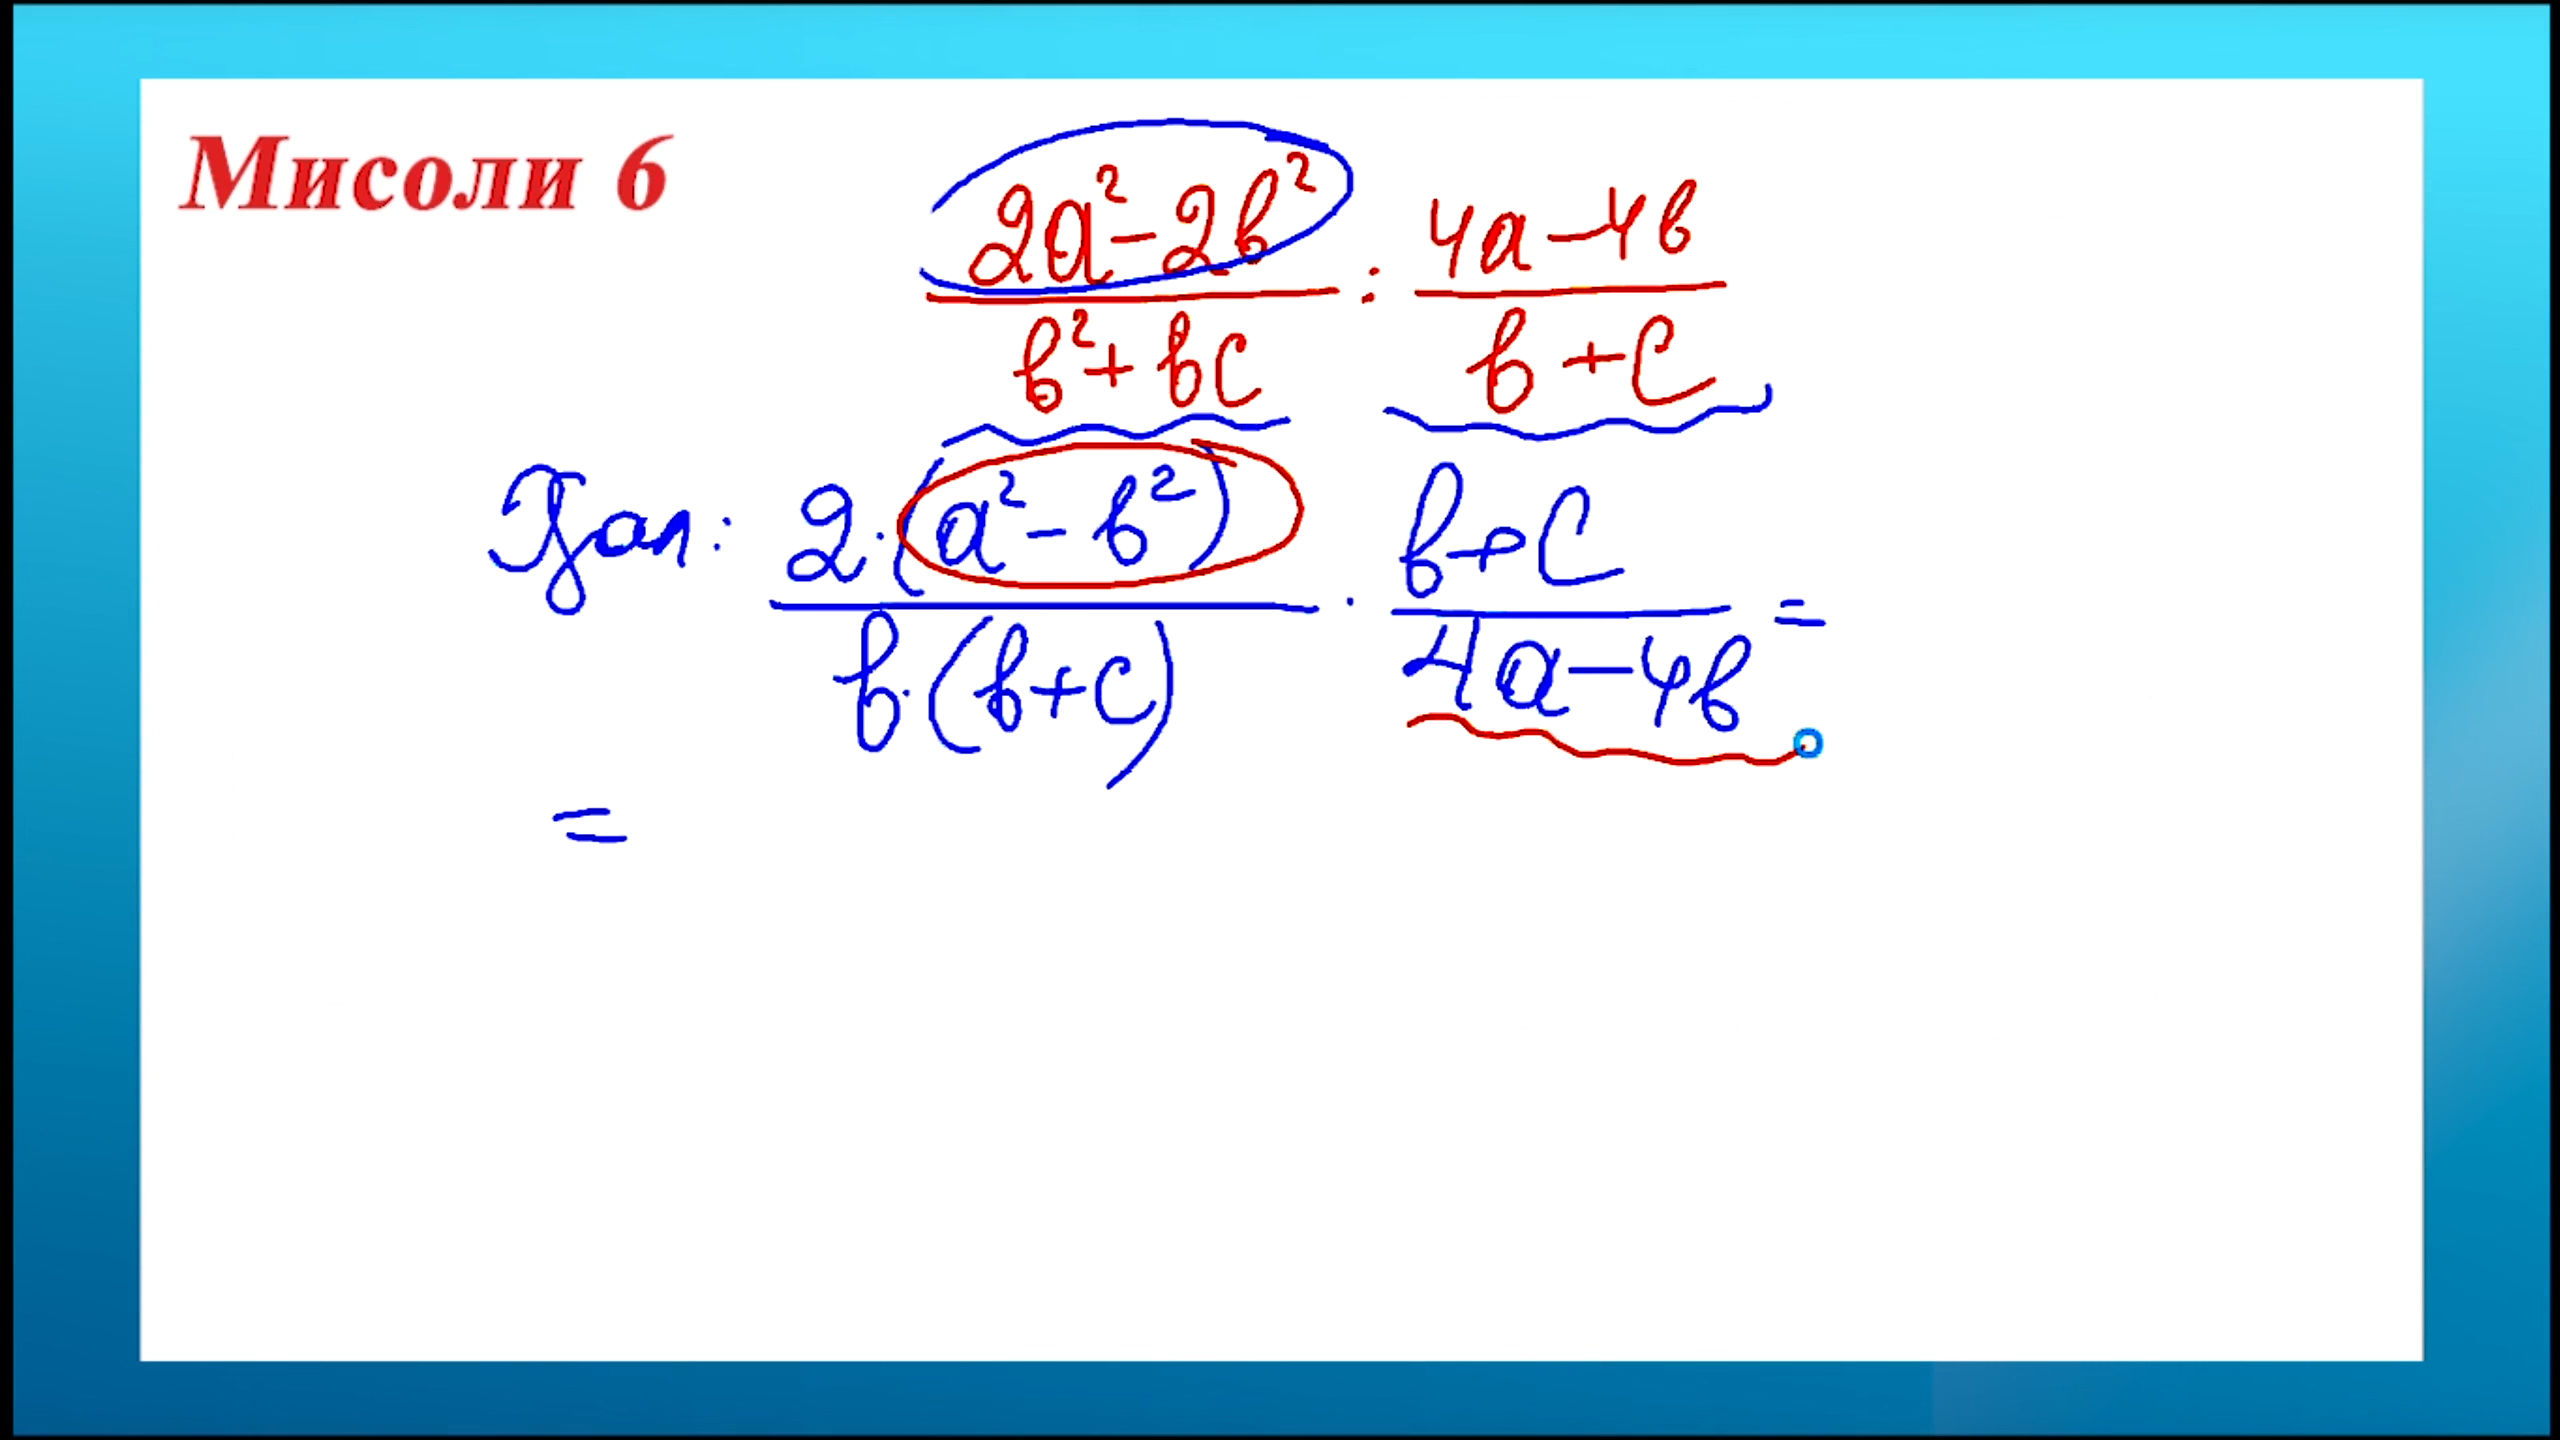 Мисоли 6
(2a² - 2b²)/(b² + bc) : (4a - 4b)/(b + c)
Ҳал: (2·(a² - b²))/(b·(b+c)) · (b+c)/(4a - 4b) =
=